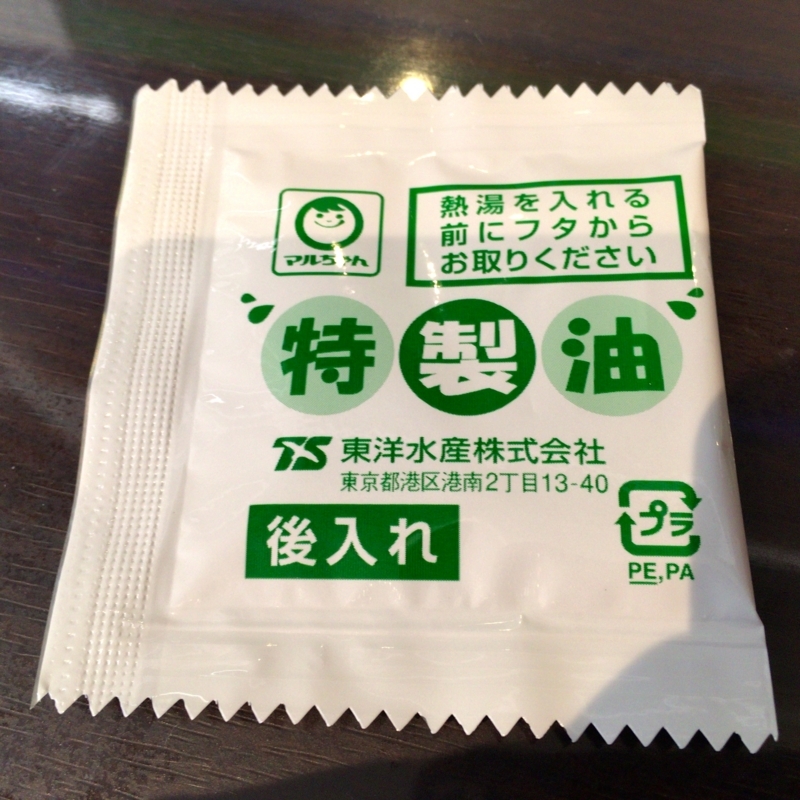 マルちゃん
熱湯を入れる
前にフタから
お取りください
特製油
TS 東洋水産株式会社
東京都港区港南2丁目13-40
後入れ
プラ
PE,PA